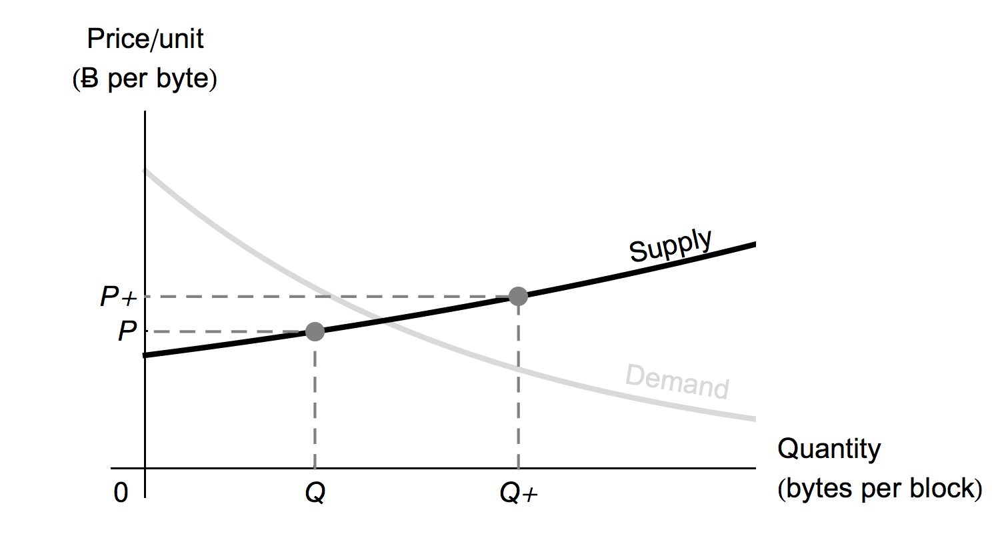 Price/unit
(Ƀ per byte)
Supply
P+
P
Demand
Quantity
(bytes per block)
0
Q
Q+